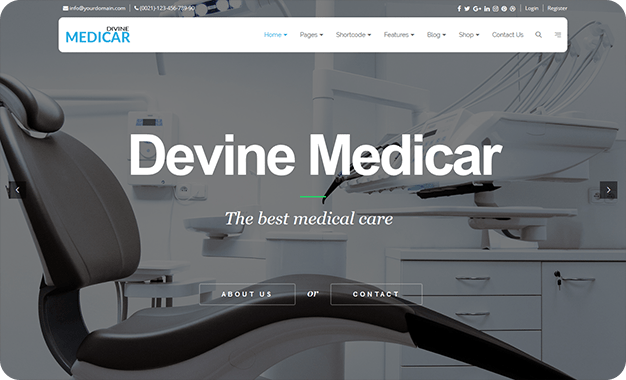 info@yourdomain.com (0021)-123-456-789-90 Login Register
DIVINE
MEDICAR
Home Pages Shortcode Features Blog Shop Contact Us
Devine Medicar
The best medical care
ABOUT US or CONTACT